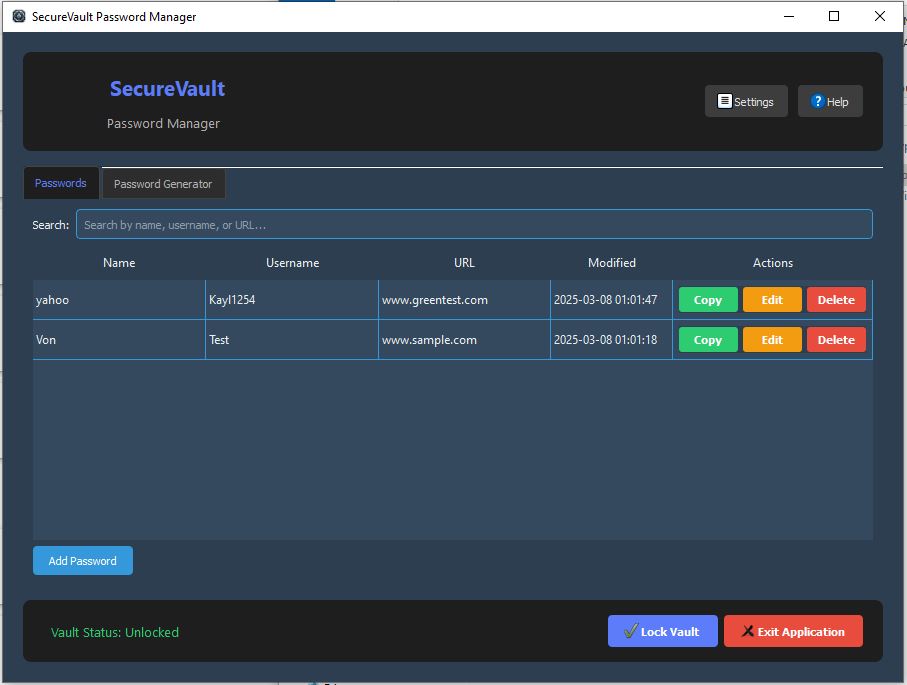 SecureVault Password Manager
SecureVault
Password Manager
Settings
Help
Passwords
Password Generator
Search: Search by name, username, or URL...
Name Username URL Modified Actions
yahoo Kayl1254 www.greentest.com 2025-03-08 01:01:47 Copy Edit Delete
Von Test www.sample.com 2025-03-08 01:01:18 Copy Edit Delete
Add Password
Vault Status: Unlocked
Lock Vault
Exit Application